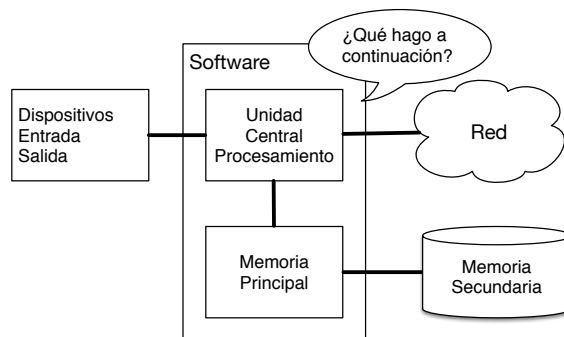 ¿Qué hago a
continuación?
Software
Dispositivos
Entrada
Salida
Unidad
Central
Procesamiento
Red
Memoria
Principal
Memoria
Secundaria